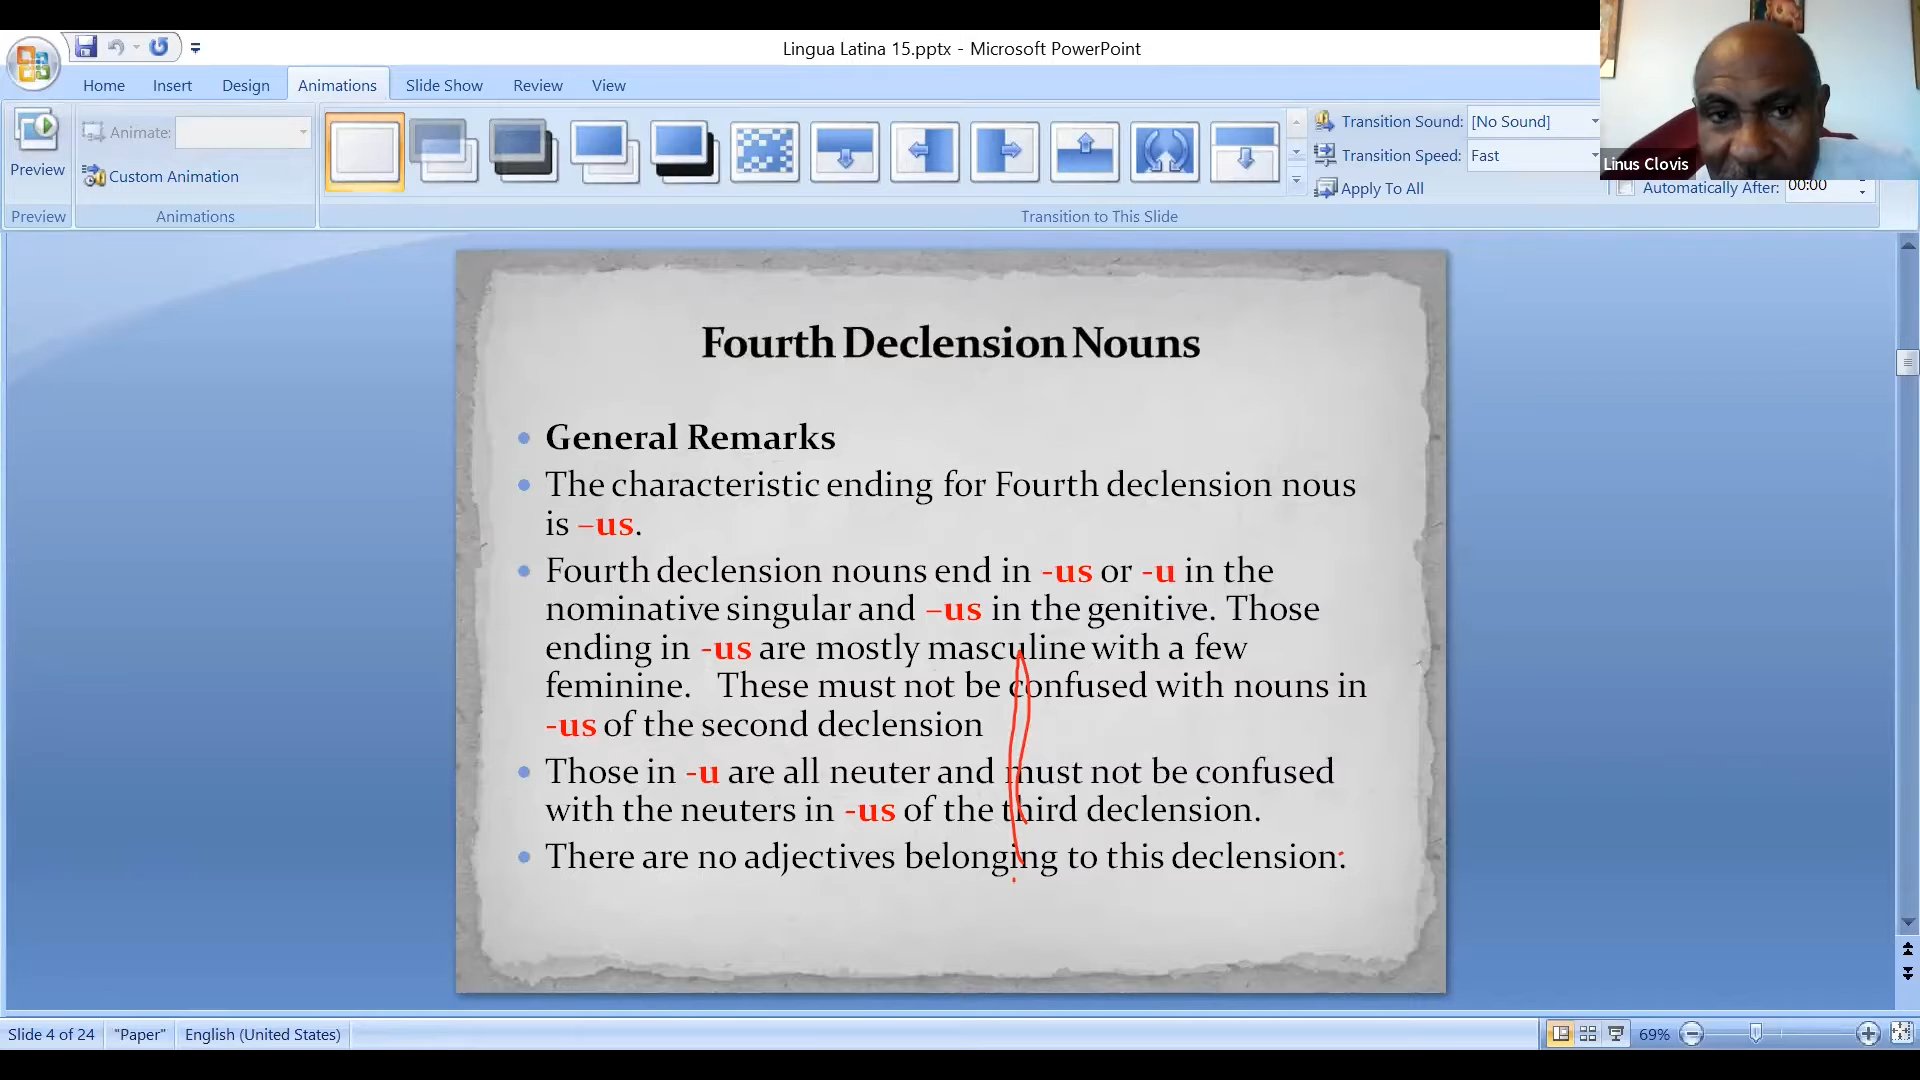 Lingua Latina 15.pptx - Microsoft PowerPoint
Home Insert Design Animations Slide Show Review View
Preview
Animate:
Custom Animation
Transition Sound: [No Sound]
Transition Speed: Fast
Apply To All
Automatically After: 00:00
Preview Animations Transition to This Slide
Linus Clovis
Fourth Declension Nouns
General Remarks
The characteristic ending for Fourth declension nous
is –us.
Fourth declension nouns end in -us or -u in the
nominative singular and –us in the genitive. Those
ending in -us are mostly masculine with a few
feminine. These must not be confused with nouns in
-us of the second declension
Those in -u are all neuter and must not be confused
with the neuters in -us of the third declension.
There are no adjectives belonging to this declension.
Slide 4 of 24 "Paper" English (United States) 69%